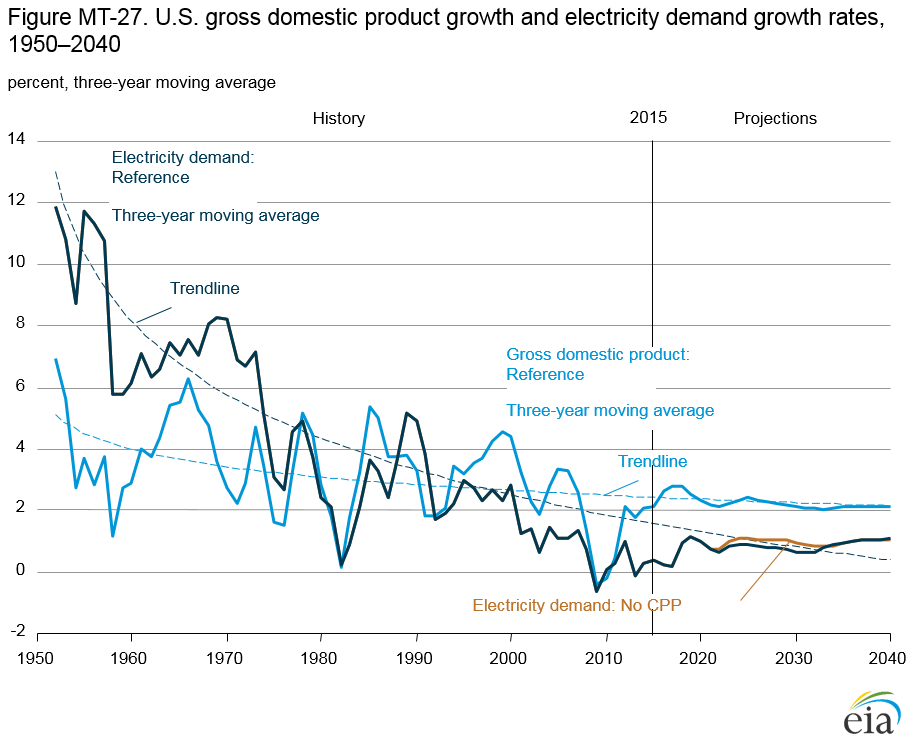 Figure MT-27. U.S. gross domestic product growth and electricity demand growth rates,
1950–2040
percent, three-year moving average
History
2015
Projections
14
Electricity demand:
Reference
12
Three-year moving average
10
Trendline
8
Gross domestic product:
Reference
6
Three-year moving average
4
Trendline
2
0
Electricity demand: No CPP
-2
1950
1960
1970
1980
1990
2000
2010
2020
2030
2040
eia